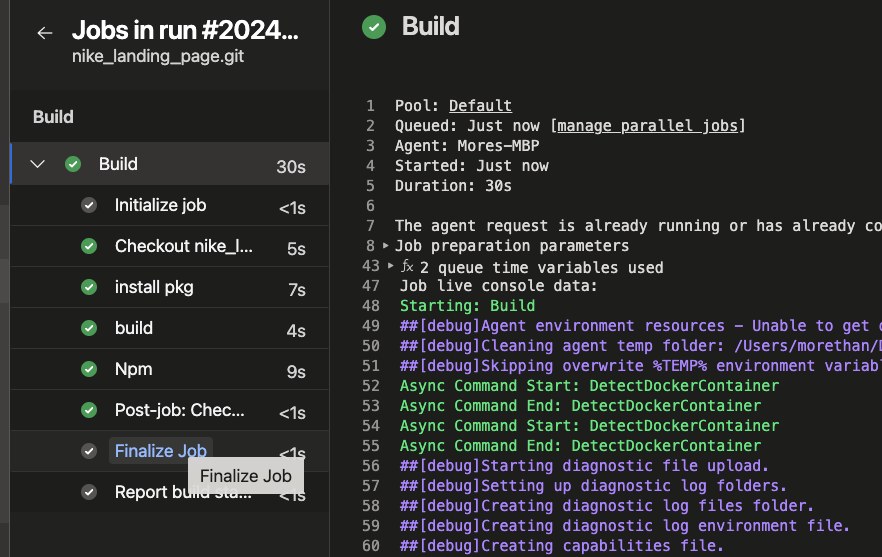 Jobs in run #2024...
nike_landing_page.git
Build
Build 30s
Initialize job <1s
Checkout nike_l... 5s
install pkg 7s
build 4s
Npm 9s
Post-job: Chec... <1s
Finalize Job <1s
Finalize Job
Report build sta... <1s
Build
1 Pool: Default
2 Queued: Just now [manage parallel jobs]
3 Agent: Mores-MBP
4 Started: Just now
5 Duration: 30s
6
7 The agent request is already running or has already co
8 Job preparation parameters
43 fx 2 queue time variables used
47 Job live console data:
48 Starting: Build
49 ##[debug]Agent environment resources - Unable to get
50 ##[debug]Cleaning agent temp folder: /Users/morethan/
51 ##[debug]Skipping overwrite %TEMP% environment variab
52 Async Command Start: DetectDockerContainer
53 Async Command End: DetectDockerContainer
54 Async Command Start: DetectDockerContainer
55 Async Command End: DetectDockerContainer
56 ##[debug]Starting diagnostic file upload.
57 ##[debug]Setting up diagnostic log folders.
58 ##[debug]Creating diagnostic log files folder.
59 ##[debug]Creating diagnostic log environment file.
60 ##[debug]Creating capabilities file.